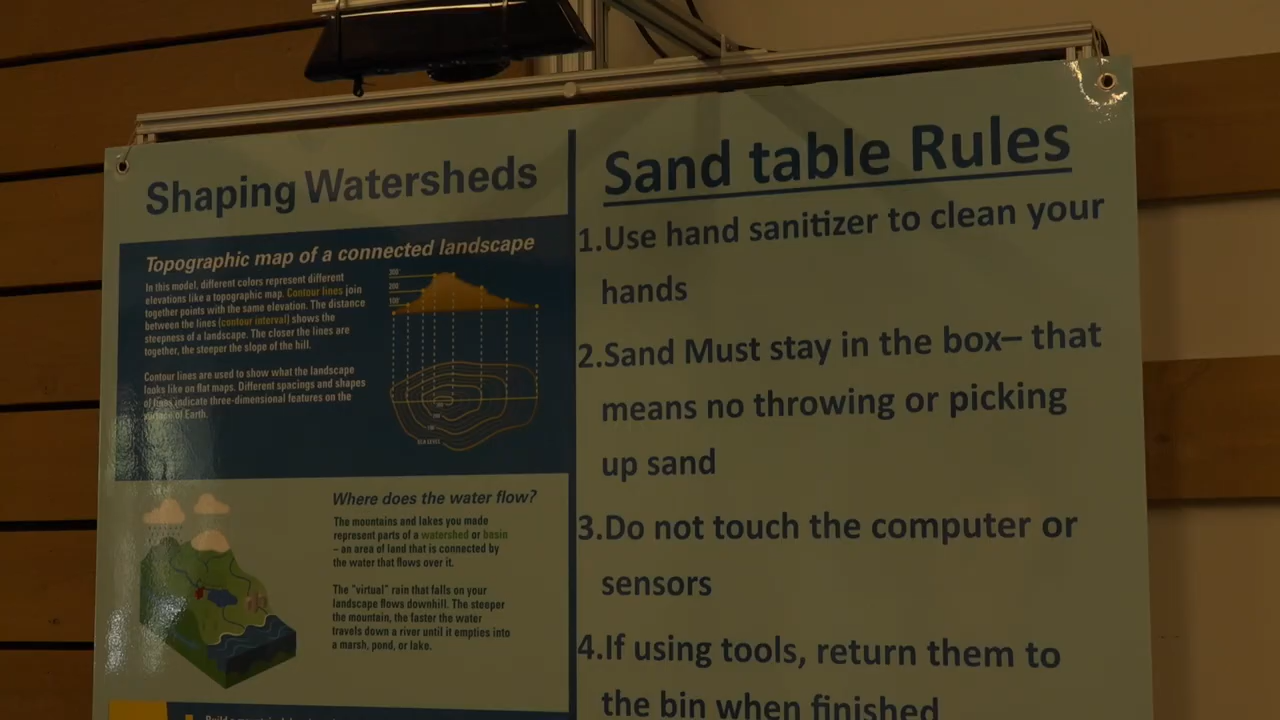 Shaping Watersheds
Topographic map of a connected landscape
In this model, different colors represent different
elevations like a topographic map. Contour lines join
together points with the same elevation. The distance
between the lines (contour interval) shows the
steepness of a landscape. The closer the lines are
together, the steeper the slope of the hill.
Contour lines are used to show what the landscape
looks like on flat maps. Different spacings and shapes
of lines indicate three-dimensional features on the
surface of Earth.
Where does the water flow?
The mountains and lakes you made
represent parts of a watershed or basin
– an area of land that is connected by
the water that flows over it.
The "virtual" rain that falls on your
landscape flows downhill. The steeper
the mountain, the faster the water
travels down a river until it empties into
a marsh, pond, or lake.
Sand table Rules
1.Use hand sanitizer to clean your
hands
2.Sand Must stay in the box– that
means no throwing or picking
up sand
3.Do not touch the computer or
sensors
4.If using tools, return them to
the bin when finished